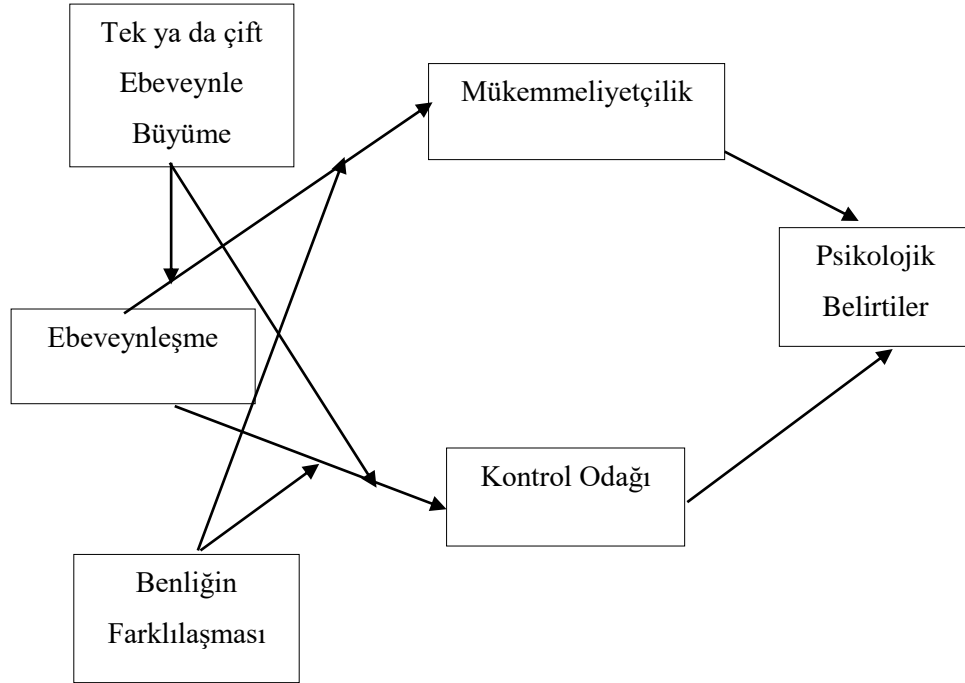 Tek ya da çift
Ebeveynle
Büyüme
Mükemmeliyetçilik
Psikolojik
Belirtiler
Ebeveynleşme
Kontrol Odağı
Benliğin
Farklılaşması